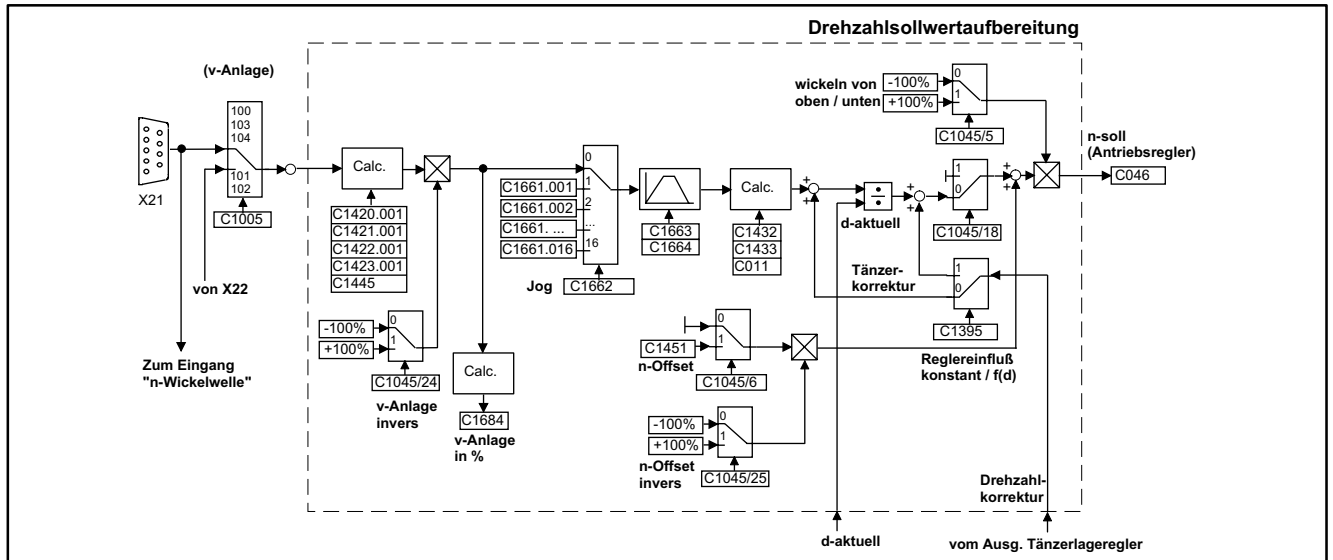 Drehzahlsollwertaufbereitung
(v-Anlage)
100
103
104
101
102
X21
C1005
von X22
Zum Eingang
"n-Wickelwelle"
Calc.
C1420.001
C1421.001
C1422.001
C1423.001
C1445
-100%
+100%
0
1
C1045/24
v-Anlage
invers
Calc.
C1684
v-Anlage
in %
0
1
2
...
16
C1661.001
C1661.002
C1661. ...
C1661.016
Jog
C1662
C1663
C1664
Calc.
C1432
C1433
C011
+
+
÷
d-aktuell
+
+
1
0
C1045/18
+
+
wickeln von
oben / unten
-100%
+100%
0
1
C1045/5
n-soll
(Antriebsregler)
C046
Tänzer-
korrektur
1
0
C1395
Reglereinfluß
konstant / f(d)
C1451
n-Offset
0
1
C1045/6
-100%
+100%
0
1
n-Offset
invers
C1045/25
Drehzahl-
korrektur
d-aktuell
vom Ausg. Tänzerlageregler